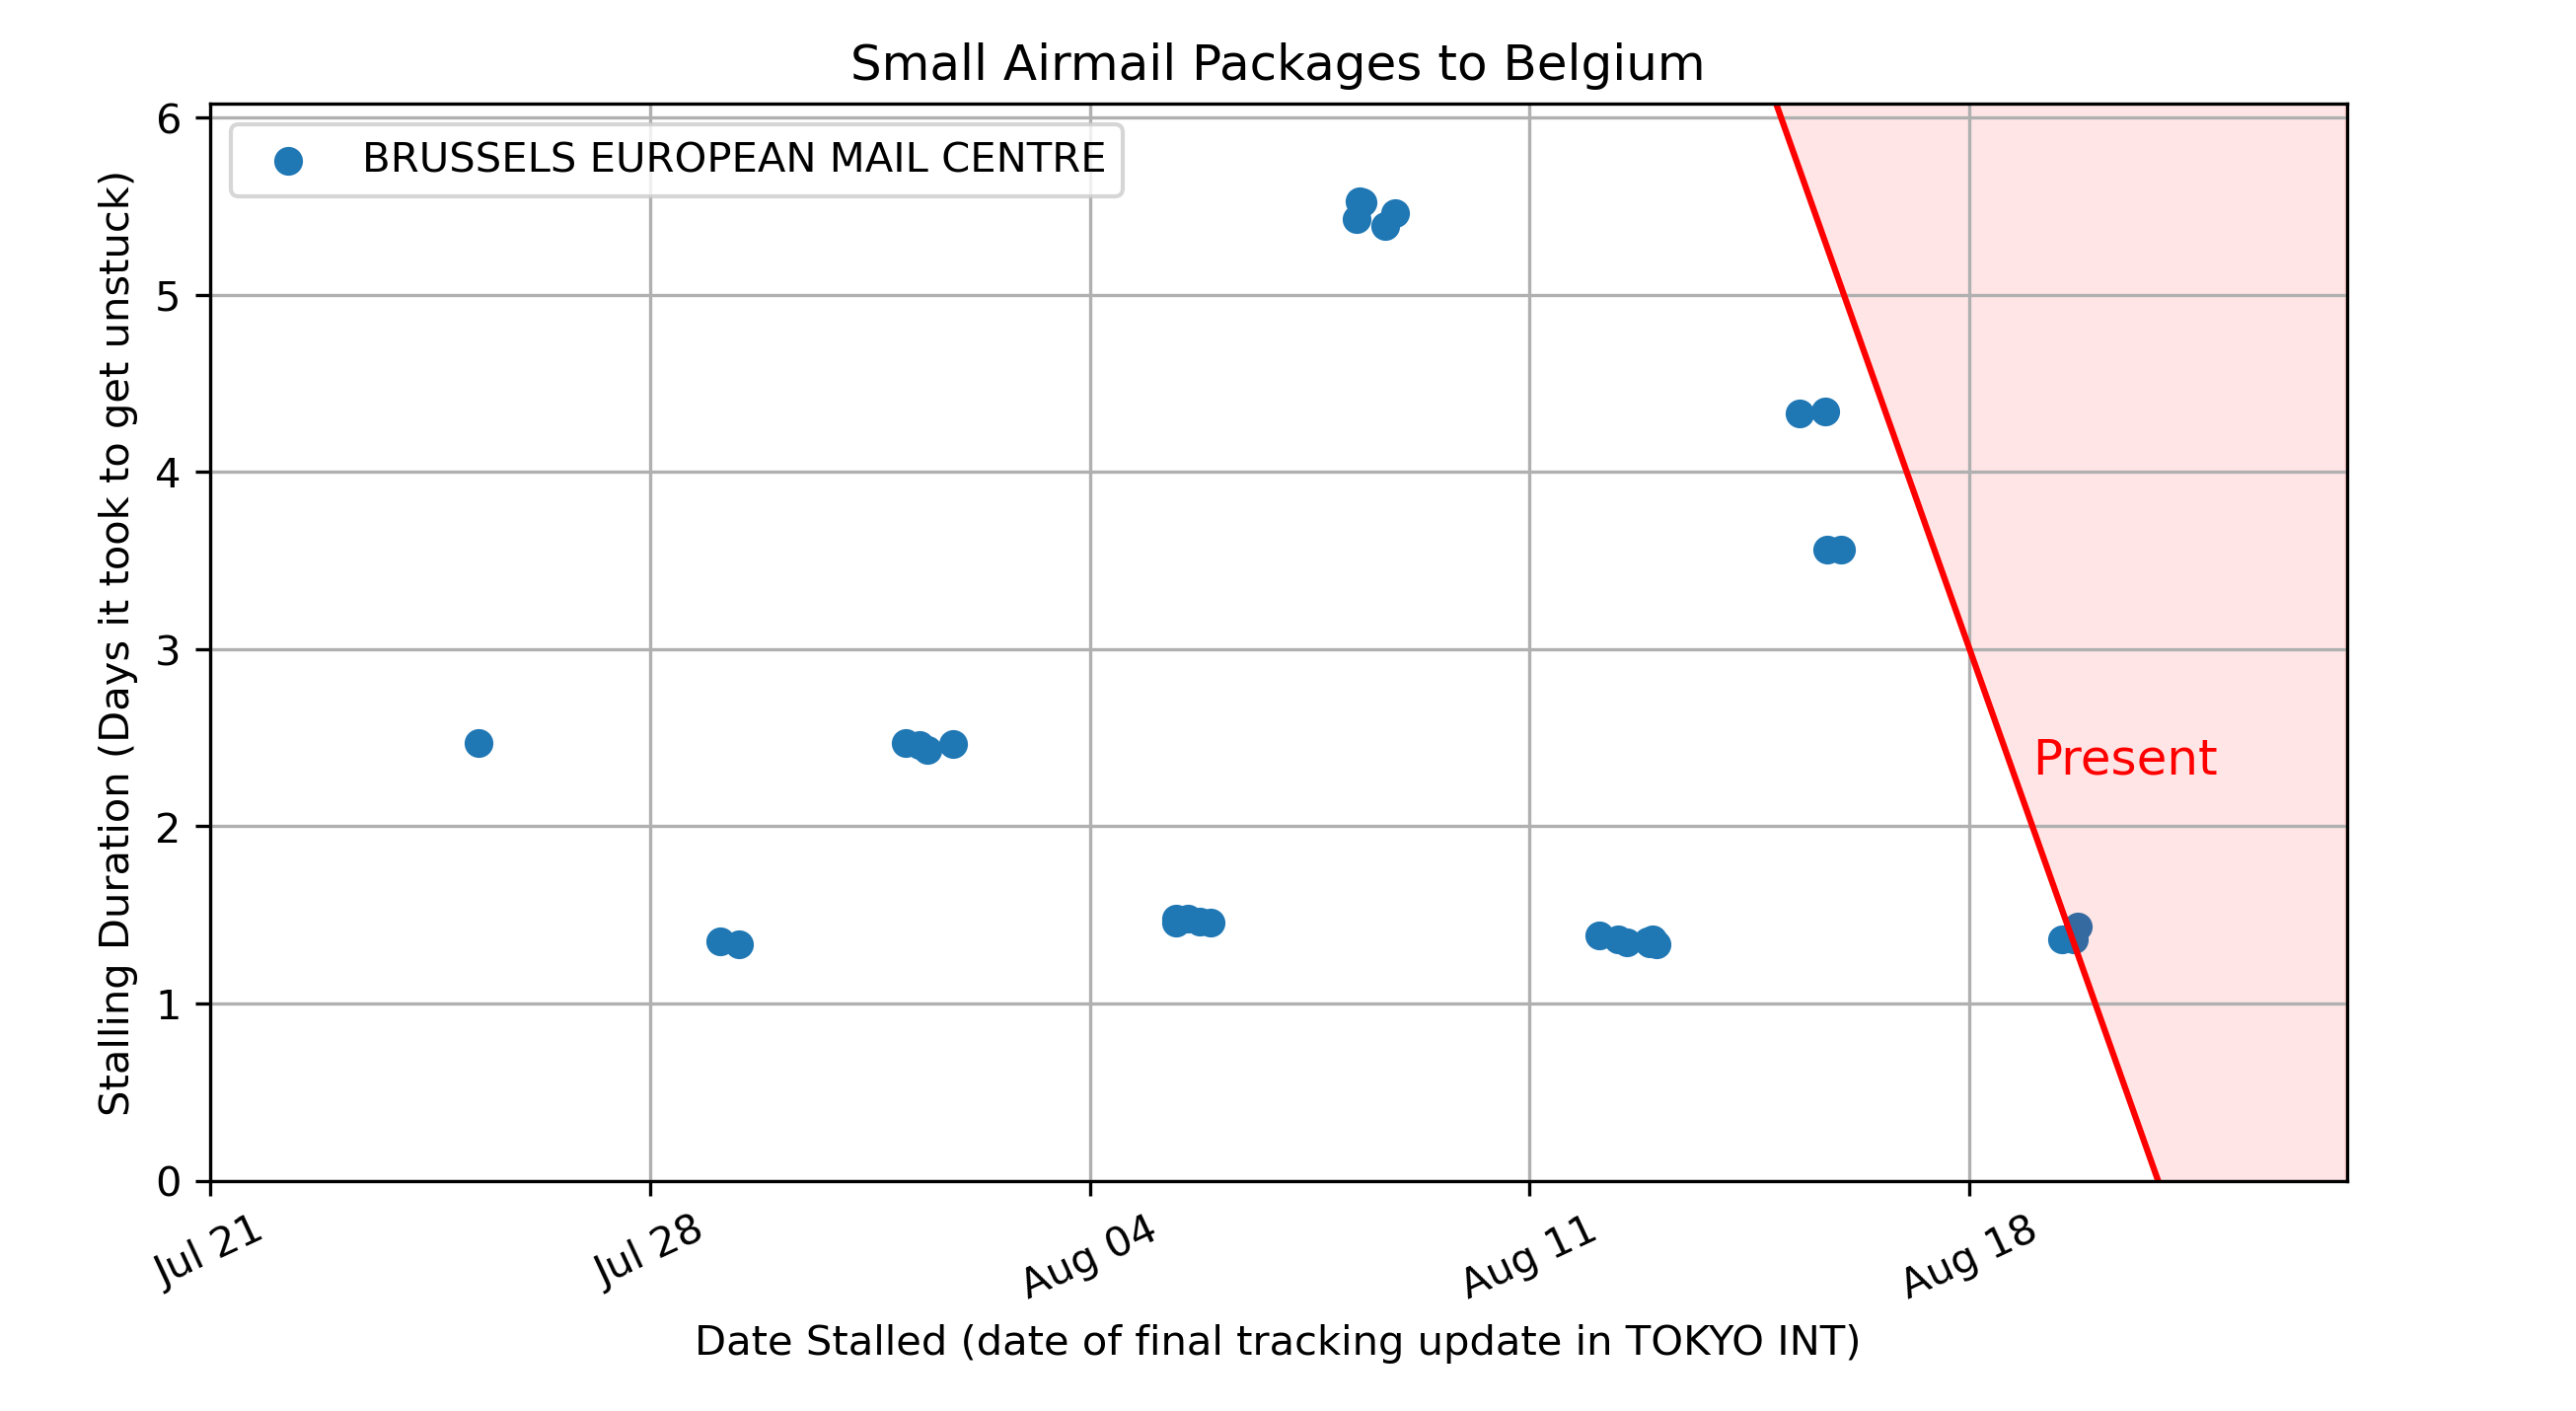 Small Airmail Packages to Belgium
BRUSSELS EUROPEAN MAIL CENTRE
Stalling Duration (Days it took to get unstuck)
6
5
4
3
2
1
0
Present
Jul 21
Jul 28
Aug 04
Aug 11
Aug 18
Date Stalled (date of final tracking update in TOKYO INT)